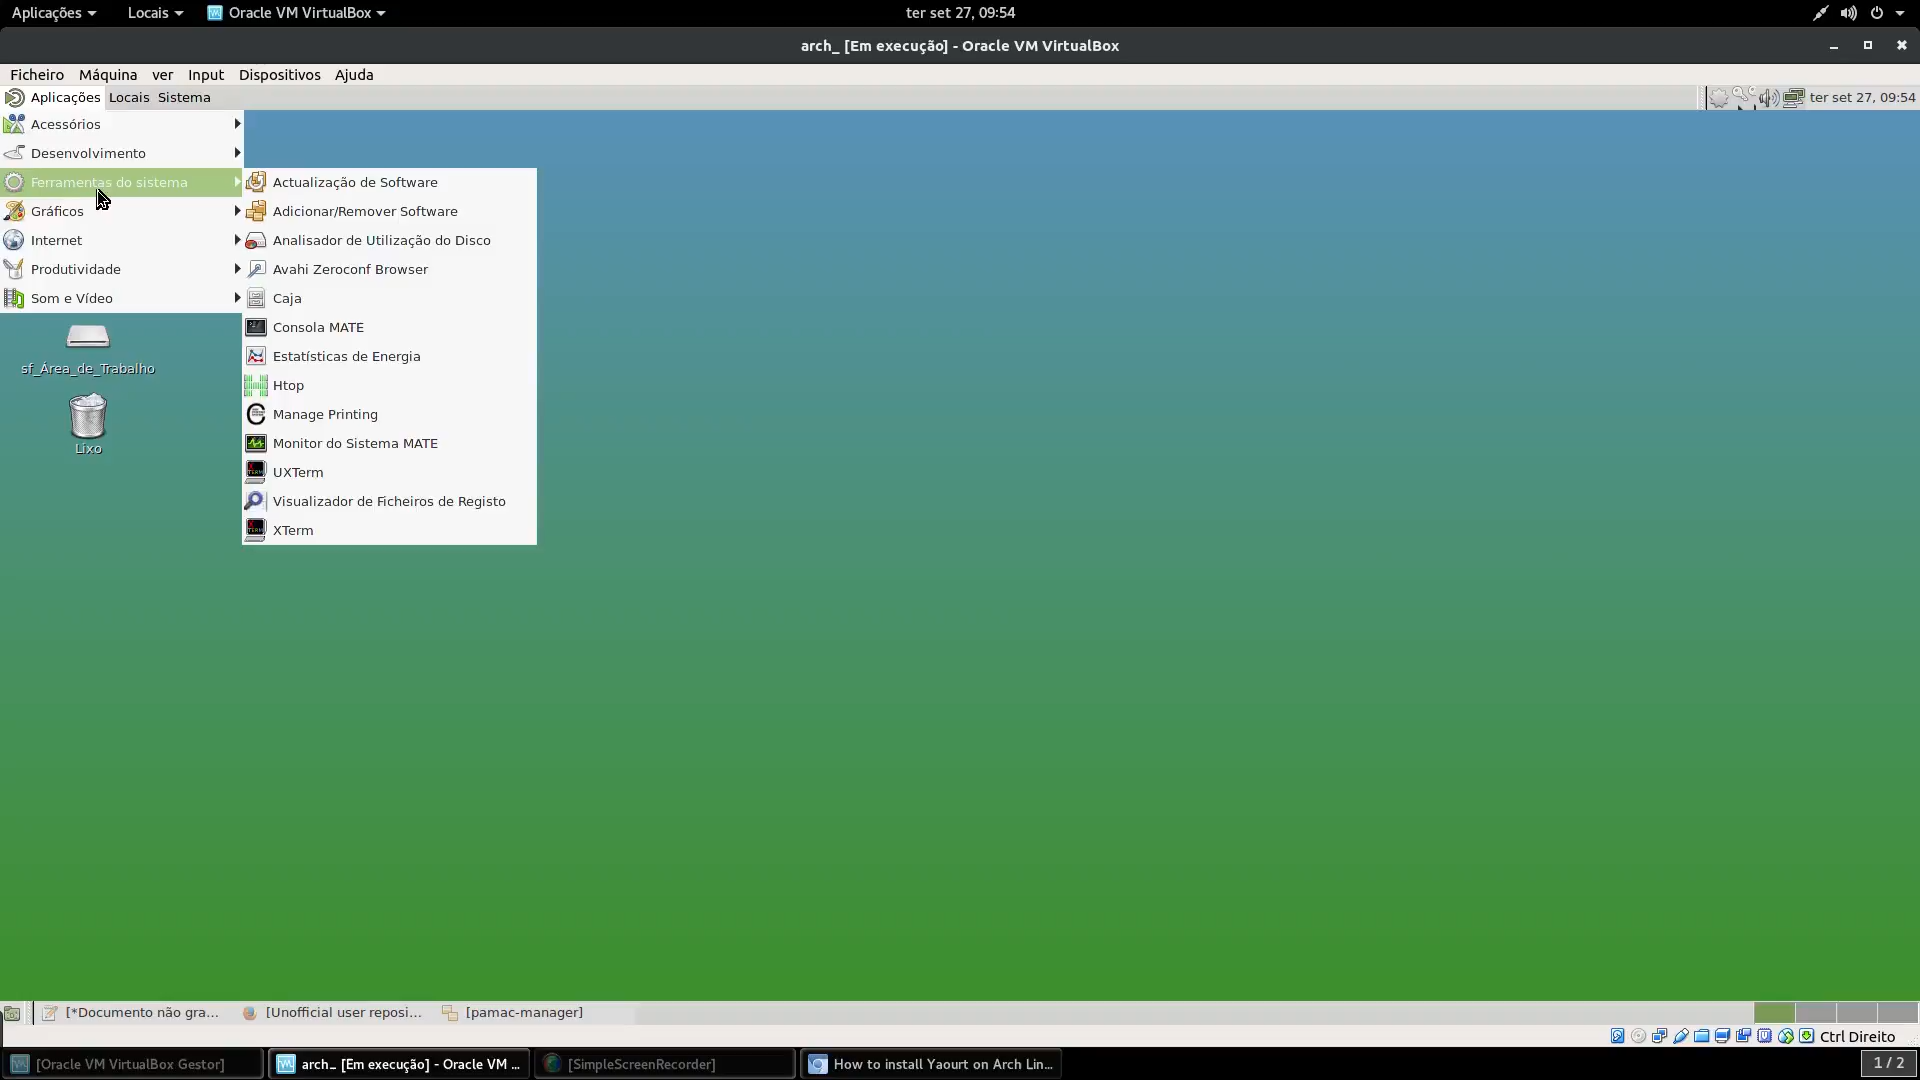 Aplicações Locais Oracle VM VirtualBox ter set 27, 09:54
arch_ [Em execução] - Oracle VM VirtualBox
Ficheiro Máquina ver Input Dispositivos Ajuda
Aplicações Locais Sistema ter set 27, 09:54
Acessórios
Desenvolvimento
Ferramentas do sistema
Gráficos
Internet
Produtividade
Som e Vídeo
Actualização de Software
Adicionar/Remover Software
Analisador de Utilização do Disco
Avahi Zeroconf Browser
Caja
Consola MATE
Estatísticas de Energia
Htop
Manage Printing
Monitor do Sistema MATE
UXTerm
Visualizador de Ficheiros de Registo
XTerm
sf_Área_de_Trabalho
Lixo
[*Documento não gra... [Unofficial user reposi... [pamac-manager]
Ctrl Direito
[Oracle VM VirtualBox Gestor] arch_ [Em execução] - Oracle VM ... [SimpleScreenRecorder] How to install Yaourt on Arch Lin... 1 / 2